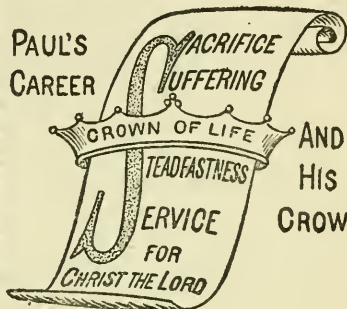 PAUL'S
CAREER
SACRIFICE
SUFFERING
CROWN OF LIFE
STEADFASTNESS
SERVICE
FOR
CHRIST THE LORD
AND
HIS
CROW